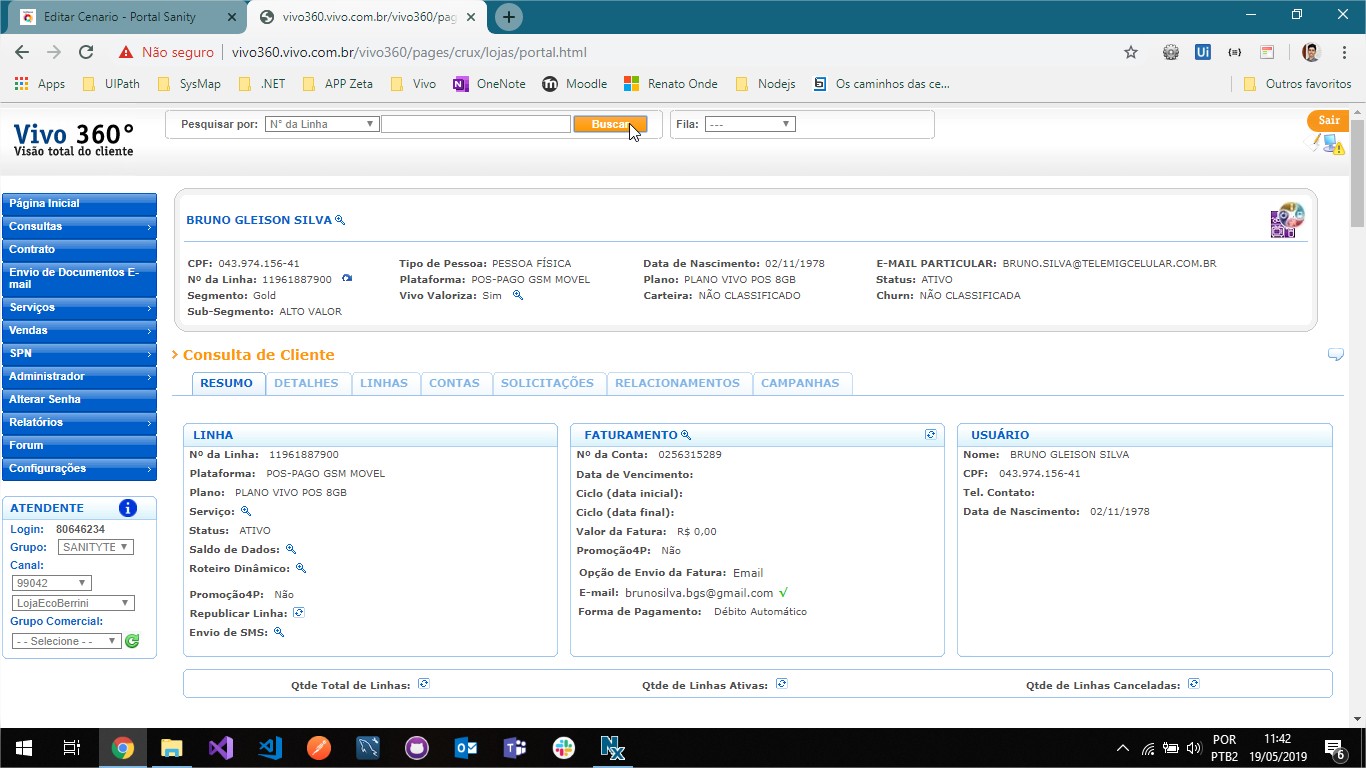 Editar Cenario - Portal Sanity
vivo360.vivo.com.br/vivo360/pag
Não seguro
vivo360.vivo.com.br/vivo360/pages/crux/lojas/portal.html
Apps UIPath SysMap .NET APP Zeta Vivo OneNote Moodle Renato Onde Nodejs Os caminhos das ce... Outros favoritos
Vivo 360°
Visão total do cliente
Pesquisar por: N° da Linha Buscar Fila: --- Sair
Página Inicial
Consultas
Contrato
Envio de Documentos E-
mail
Serviços
Vendas
SPN
Administrador
Alterar Senha
Relatórios
Forum
Configurações
ATENDENTE
Login: 80646234
Grupo: SANITYTE
Canal:
99042
LojaEcoBerrini
Grupo Comercial:
- - Selecione - -
BRUNO GLEISON SILVA
CPF: 043.974.156-41 Tipo de Pessoa: PESSOA FÍSICA Data de Nascimento: 02/11/1978 E-MAIL PARTICULAR: BRUNO.SILVA@TELEMIGCELULAR.COM.BR
Nº da Linha: 11961887900 Plataforma: POS-PAGO GSM MOVEL Plano: PLANO VIVO POS 8GB Status: ATIVO
Segmento: Gold Vivo Valoriza: Sim Carteira: NÃO CLASSIFICADO Churn: NÃO CLASSIFICADA
Sub-Segmento: ALTO VALOR
Consulta de Cliente
RESUMO DETALHES LINHAS CONTAS SOLICITAÇÕES RELACIONAMENTOS CAMPANHAS
LINHA
Nº da Linha: 11961887900
Plataforma: POS-PAGO GSM MOVEL
Plano: PLANO VIVO POS 8GB
Serviço:
Status: ATIVO
Saldo de Dados:
Roteiro Dinâmico:
Promoção4P: Não
Republicar Linha:
Envio de SMS:
FATURAMENTO
Nº da Conta: 0256315289
Data de Vencimento:
Ciclo (data inicial):
Ciclo (data final):
Valor da Fatura: R$ 0,00
Promoção4P: Não
Opção de Envio da Fatura: Email
E-mail: brunosilva.bgs@gmail.com √
Forma de Pagamento: Débito Automático
USUÁRIO
Nome: BRUNO GLEISON SILVA
CPF: 043.974.156-41
Tel. Contato:
Data de Nascimento: 02/11/1978
Qtde Total de Linhas: Qtde de Linhas Ativas: Qtde de Linhas Canceladas:
POR
PTB2
11:42
19/05/2019
6